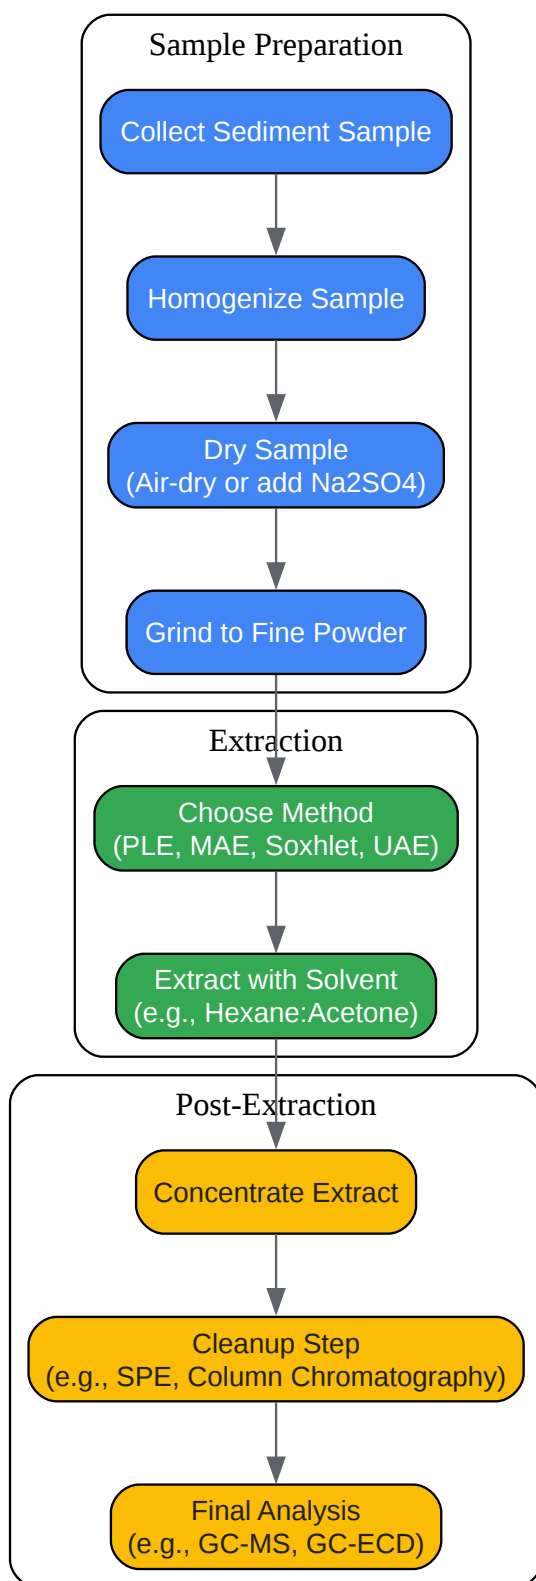 Sample Preparation
Collect Sediment Sample
Homogenize Sample
Dry Sample
(Air-dry or add Na2SO4)
Grind to Fine Powder
Extraction
Choose Method
(PLE, MAE, Soxhlet, UAE)
Extract with Solvent
(e.g., Hexane:Acetone)
Post-Extraction
Concentrate Extract
Cleanup Step
(e.g., SPE, Column Chromatography)
Final Analysis
(e.g., GC-MS, GC-ECD)